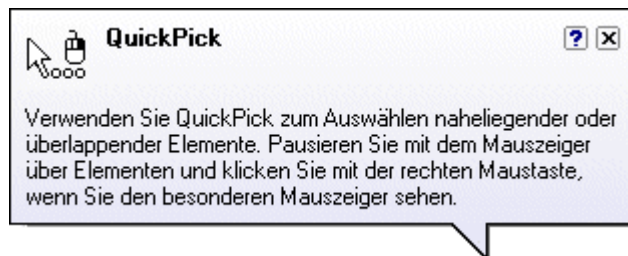 QuickPick
Verwenden Sie QuickPick zum Auswählen naheliegender oder
überlappender Elemente. Pausieren Sie mit dem Mauszeiger
über Elementen und klicken Sie mit der rechten Maustaste,
wenn Sie den besonderen Mauszeiger sehen.